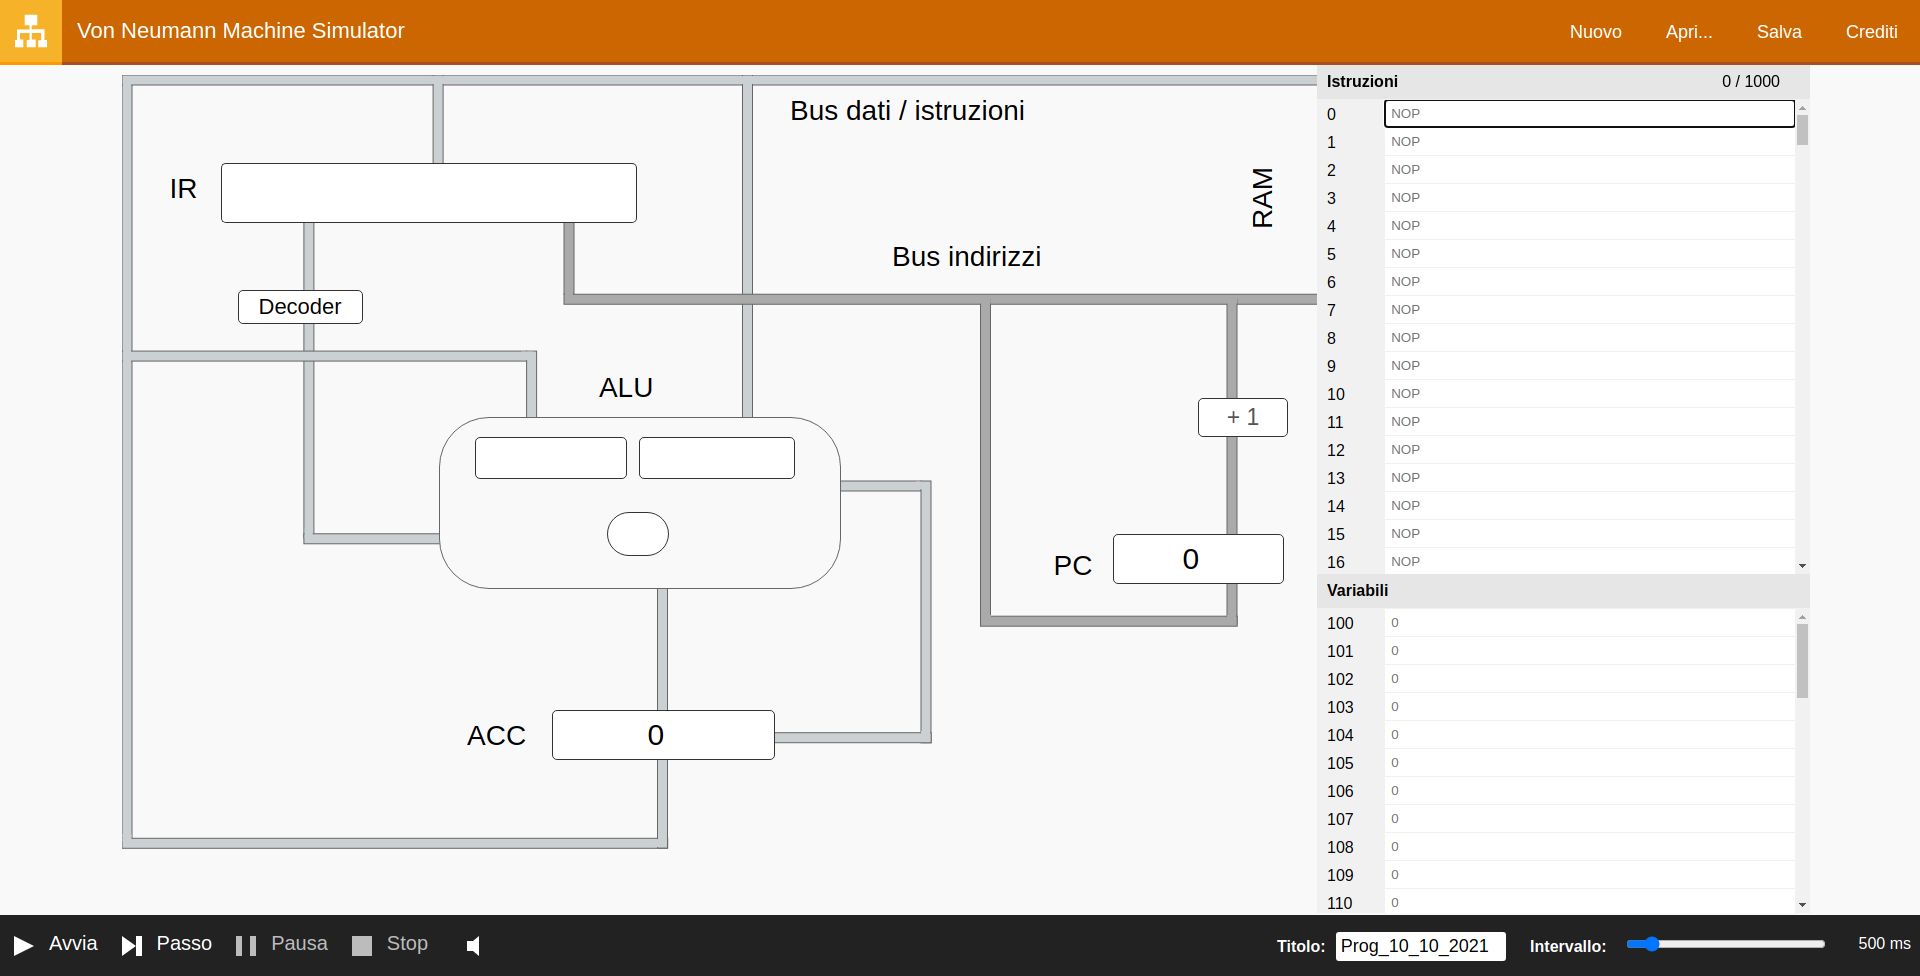 Von Neumann Machine Simulator
Nuovo
Apri...
Salva
Crediti
Bus dati / istruzioni
IR
RAM
Bus indirizzi
Decoder
ALU
+ 1
PC
0
ACC
0
Istruzioni 0 / 1000
0 NOP
1 NOP
2 NOP
3 NOP
4 NOP
5 NOP
6 NOP
7 NOP
8 NOP
9 NOP
10 NOP
11 NOP
12 NOP
13 NOP
14 NOP
15 NOP
16 NOP
Variabili
100 0
101 0
102 0
103 0
104 0
105 0
106 0
107 0
108 0
109 0
110 0
Avvia
Passo
Pausa
Stop
Titolo: Prog_10_10_2021
Intervallo: 500 ms